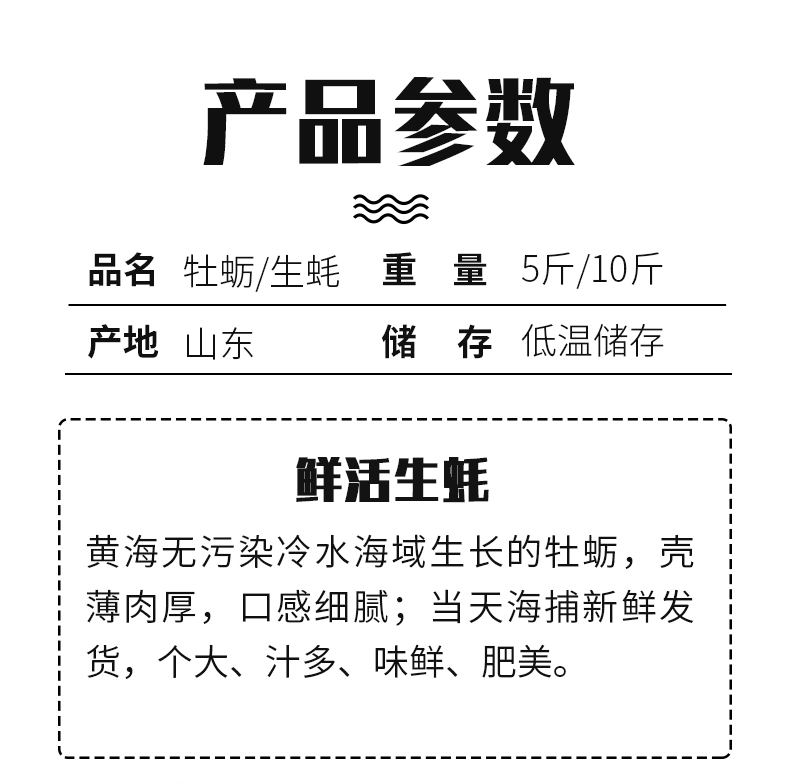 产品参数
品名 牡蛎/生蚝 重 量 5斤/10斤
产地 山东 储 存 低温储存
鲜活生蚝
黄海无污染冷水海域生长的牡蛎，壳
薄肉厚，口感细腻；当天海捕新鲜发
货，个大、汁多、味鲜、肥美。